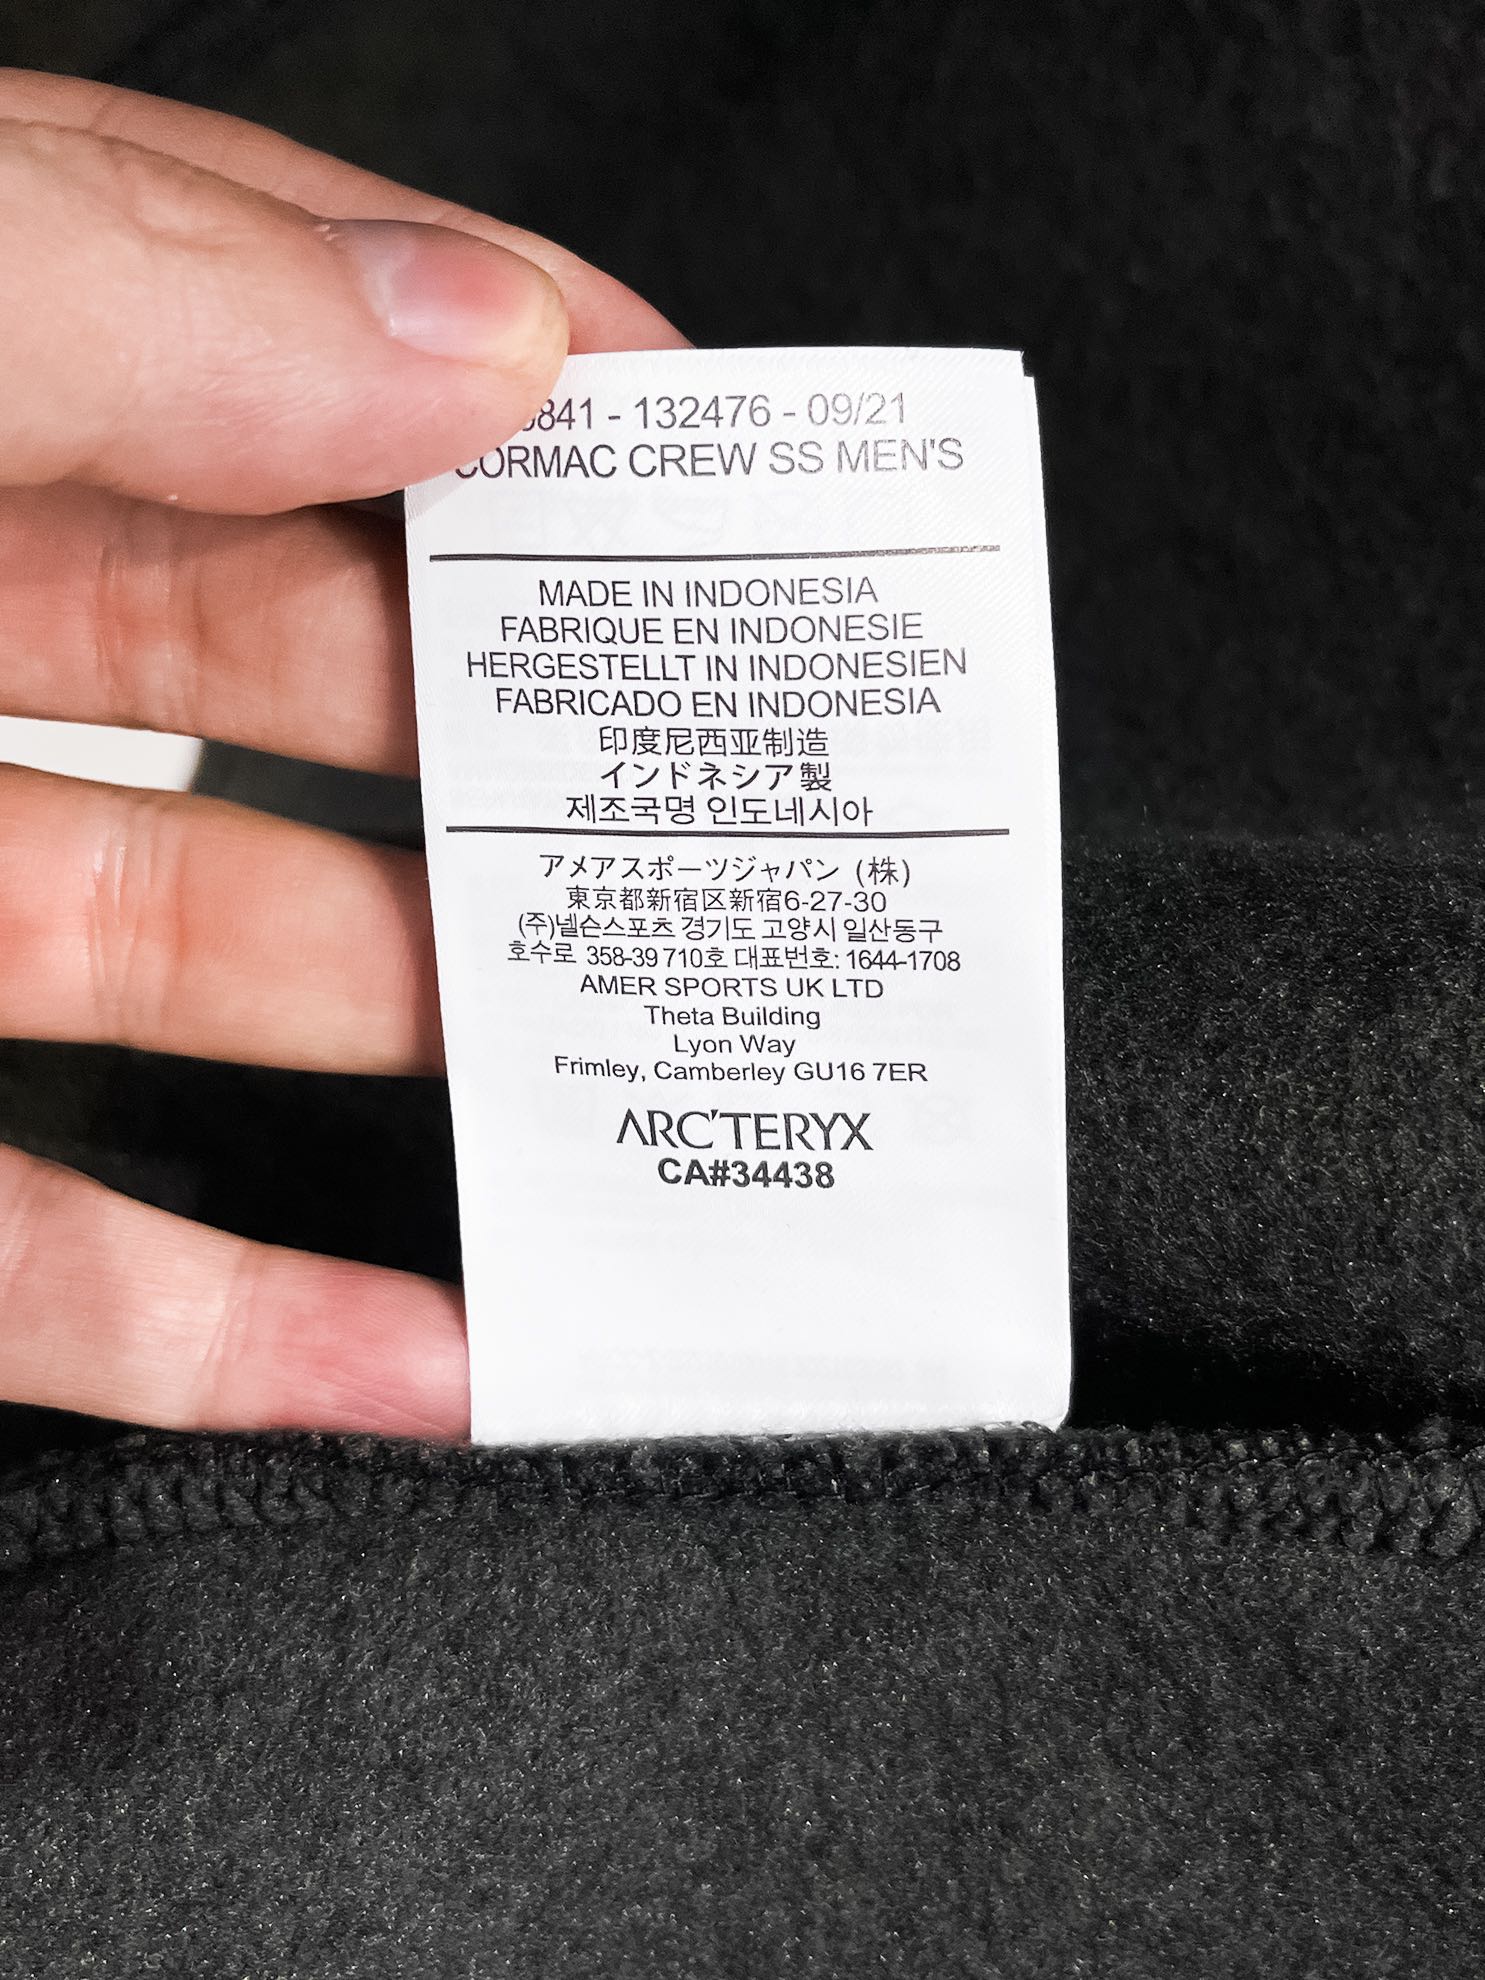 841 - 132476 - 09/21
CORMAC CREW SS MEN'S
MADE IN INDONESIA
FABRIQUE EN INDONESIE
HERGESTELLT IN INDONESIEN
FABRICADO EN INDONESIA
印度尼西亚制造
インドネシア製
제조국명 인도네시아
アメアスポーツジャパン (株)
東京都新宿区新宿6-27-30
(주)넬슨스포츠 경기도 고양시 일산동구
호수로 358-39 710호 대표번호: 1644-1708
AMER SPORTS UK LTD
Theta Building
Lyon Way
Frimley, Camberley GU16 7ER
ARC'TERYX
CA#34438